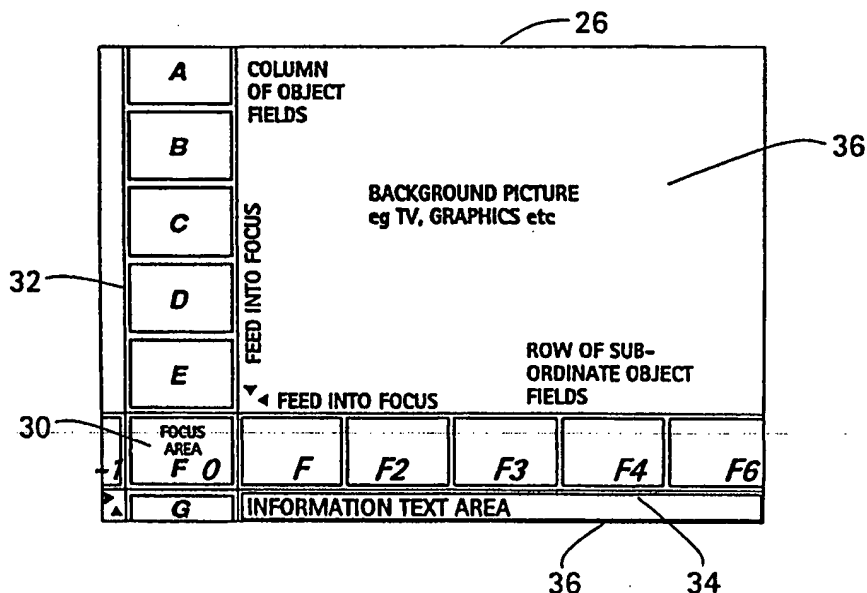 26
A
COLUMN
OF OBJECT
FIELDS
B
36
BACKGROUND PICTURE
eg TV, GRAPHICS etc
C
FEED INTO FOCUS
32
D
E
ROW OF SUB-
ORDINATE OBJECT
FIELDS
FEED INTO FOCUS
30
FOCUS
AREA
-1
F 0
F
F2
F3
F4
F6
G
INFORMATION TEXT AREA
36
34